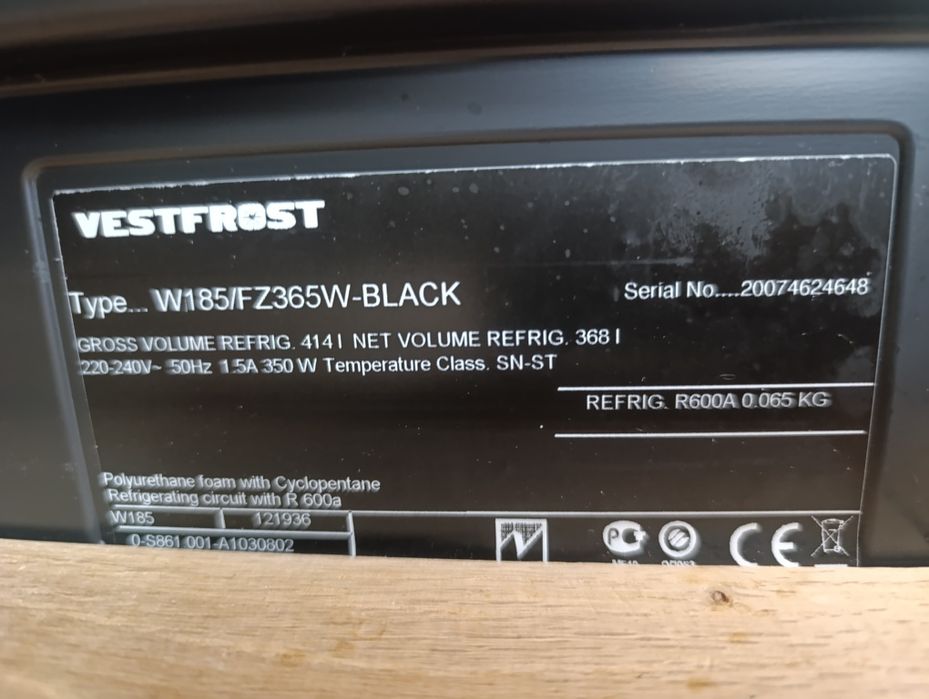 VESTFROST
Type... W185/FZ365W-BLACK
Serial No....20074624648
GROSS VOLUME REFRIG. 414 l NET VOLUME REFRIG. 368 l
220-240V~ 50Hz 1.5A 350 W Temperature Class. SN-ST
REFRIG. R600A 0.065 KG
Polyurethane foam with Cyclopentane
Refrigerating circuit with R 600a
W185 121936
0-S861 001-A1030802
CE